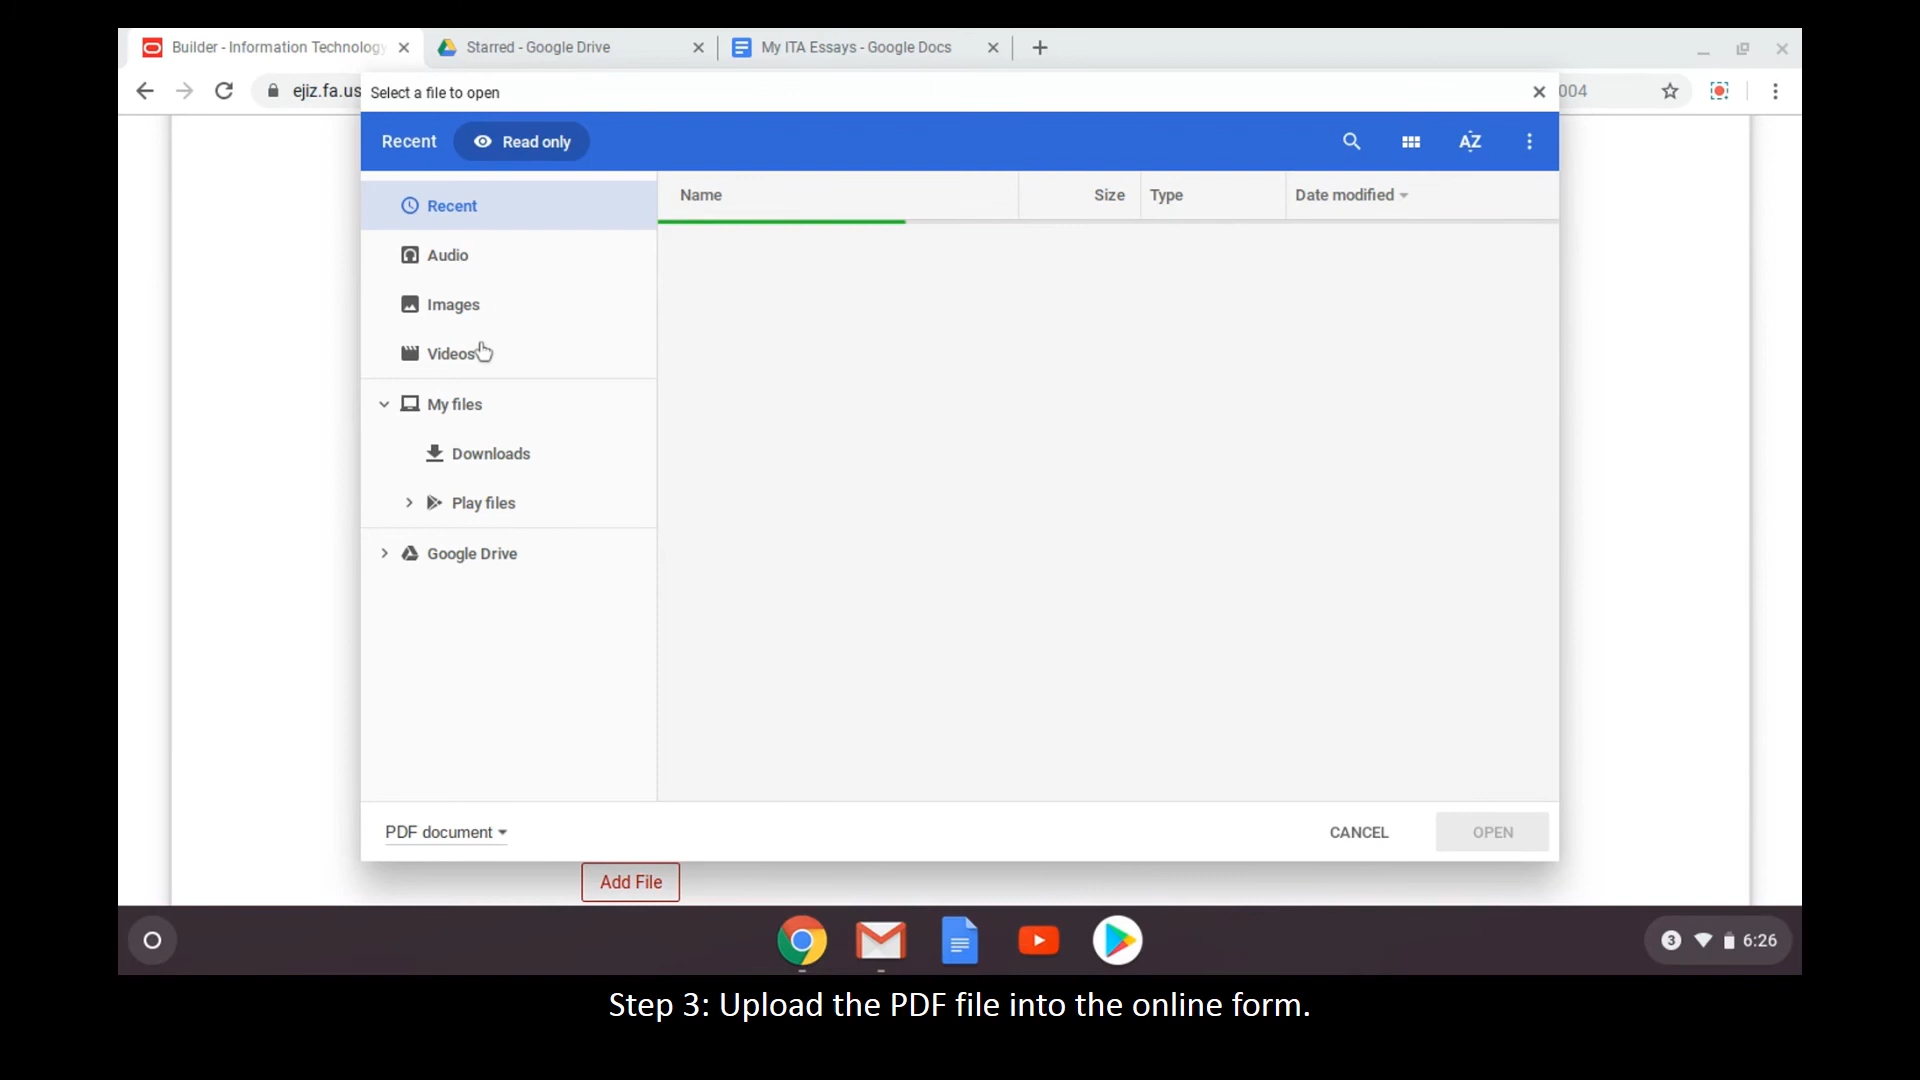 Builder - Information Technology
Starred - Google Drive
My ITA Essays - Google Docs
ejiz.fa.us
004
Select a file to open
Recent
Read only
AZ
Recent
Audio
Images
Videos
My files
Downloads
Play files
Google Drive
Name
Size
Type
Date modified
PDF document
CANCEL
OPEN
Add File
3
6:26
Step 3: Upload the PDF file into the online form.